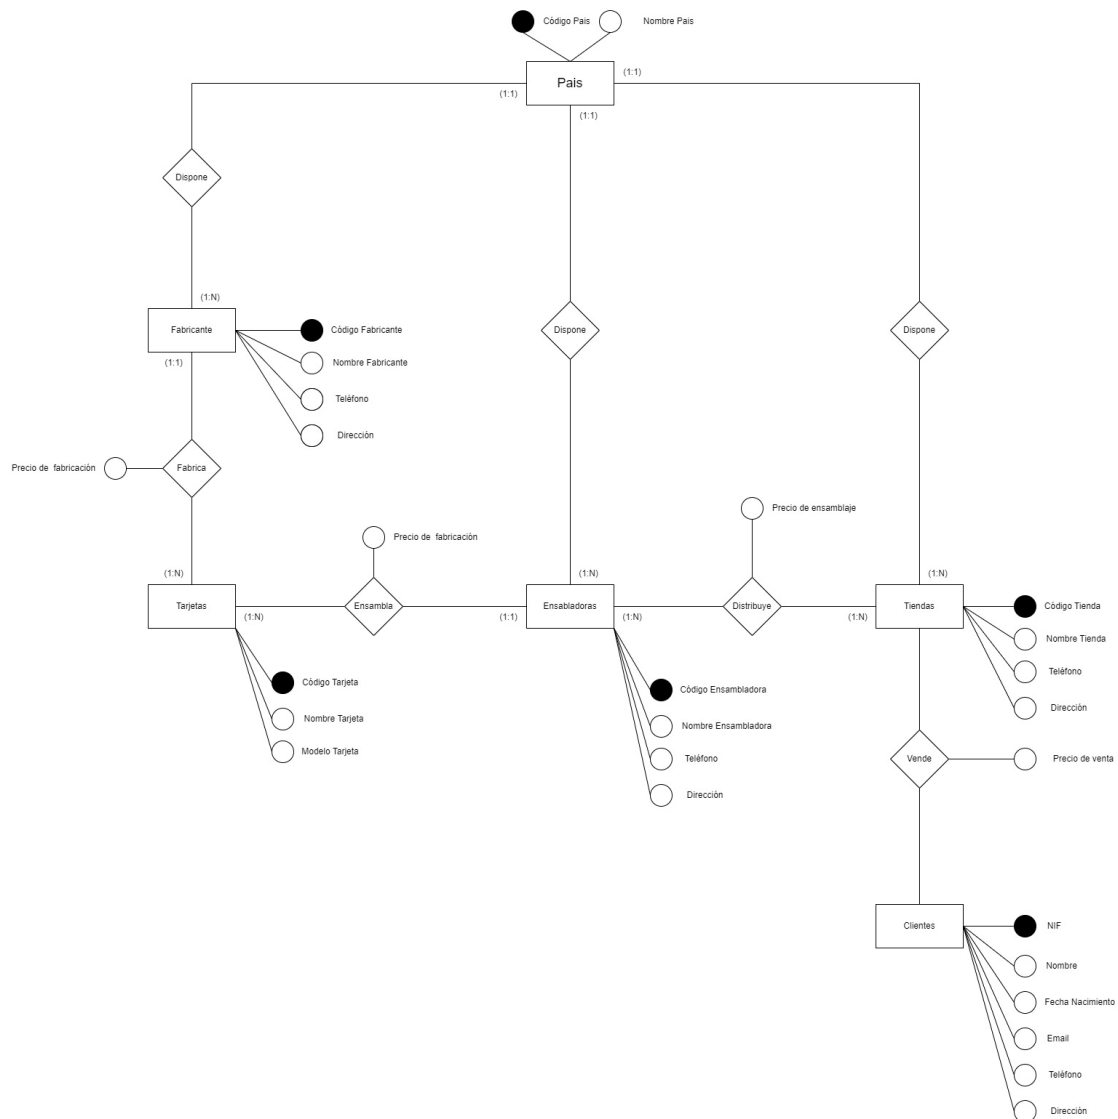 Código Pais
Nombre Pais
Pais
(1:1)
(1:1)
(1:1)
Dispone
(1:N)
Fabricante
(1:1)
Código Fabricante
Nombre Fabricante
Teléfono
Dirección
Dispone
Dispone
Precio de fabricación
Fabrica
Precio de fabricación
Precio de ensamblaje
(1:N)
(1:N)
(1:N)
Tarjetas
(1:N)
Ensambla
(1:1)
Ensabladoras
(1:N)
Distribuye
(1:N)
Tiendas
Código Tienda
Nombre Tienda
Teléfono
Dirección
Código Tarjeta
Nombre Tarjeta
Modelo Tarjeta
Código Ensambladora
Nombre Ensambladora
Teléfono
Dirección
Vende
Precio de venta
Clientes
NIF
Nombre
Fecha Nacimiento
Email
Teléfono
Dirección